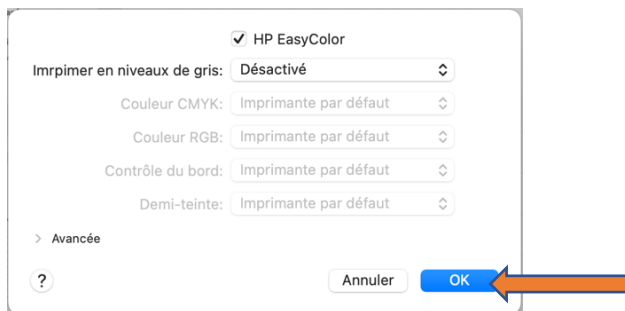 HP EasyColor
Imrpimer en niveaux de gris: Désactivé
Couleur CMYK: Imprimante par défaut
Couleur RGB: Imprimante par défaut
Contrôle du bord: Imprimante par défaut
Demi-teinte: Imprimante par défaut
> Avancée
? Annuler OK